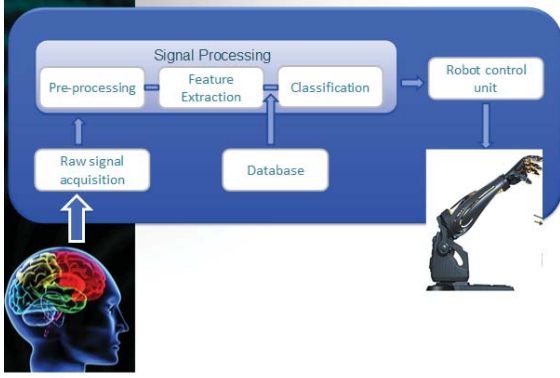 Signal Processing
Pre-processing
Feature
Extraction
Classification
Robot control
unit
Raw signal
acquisition
Database